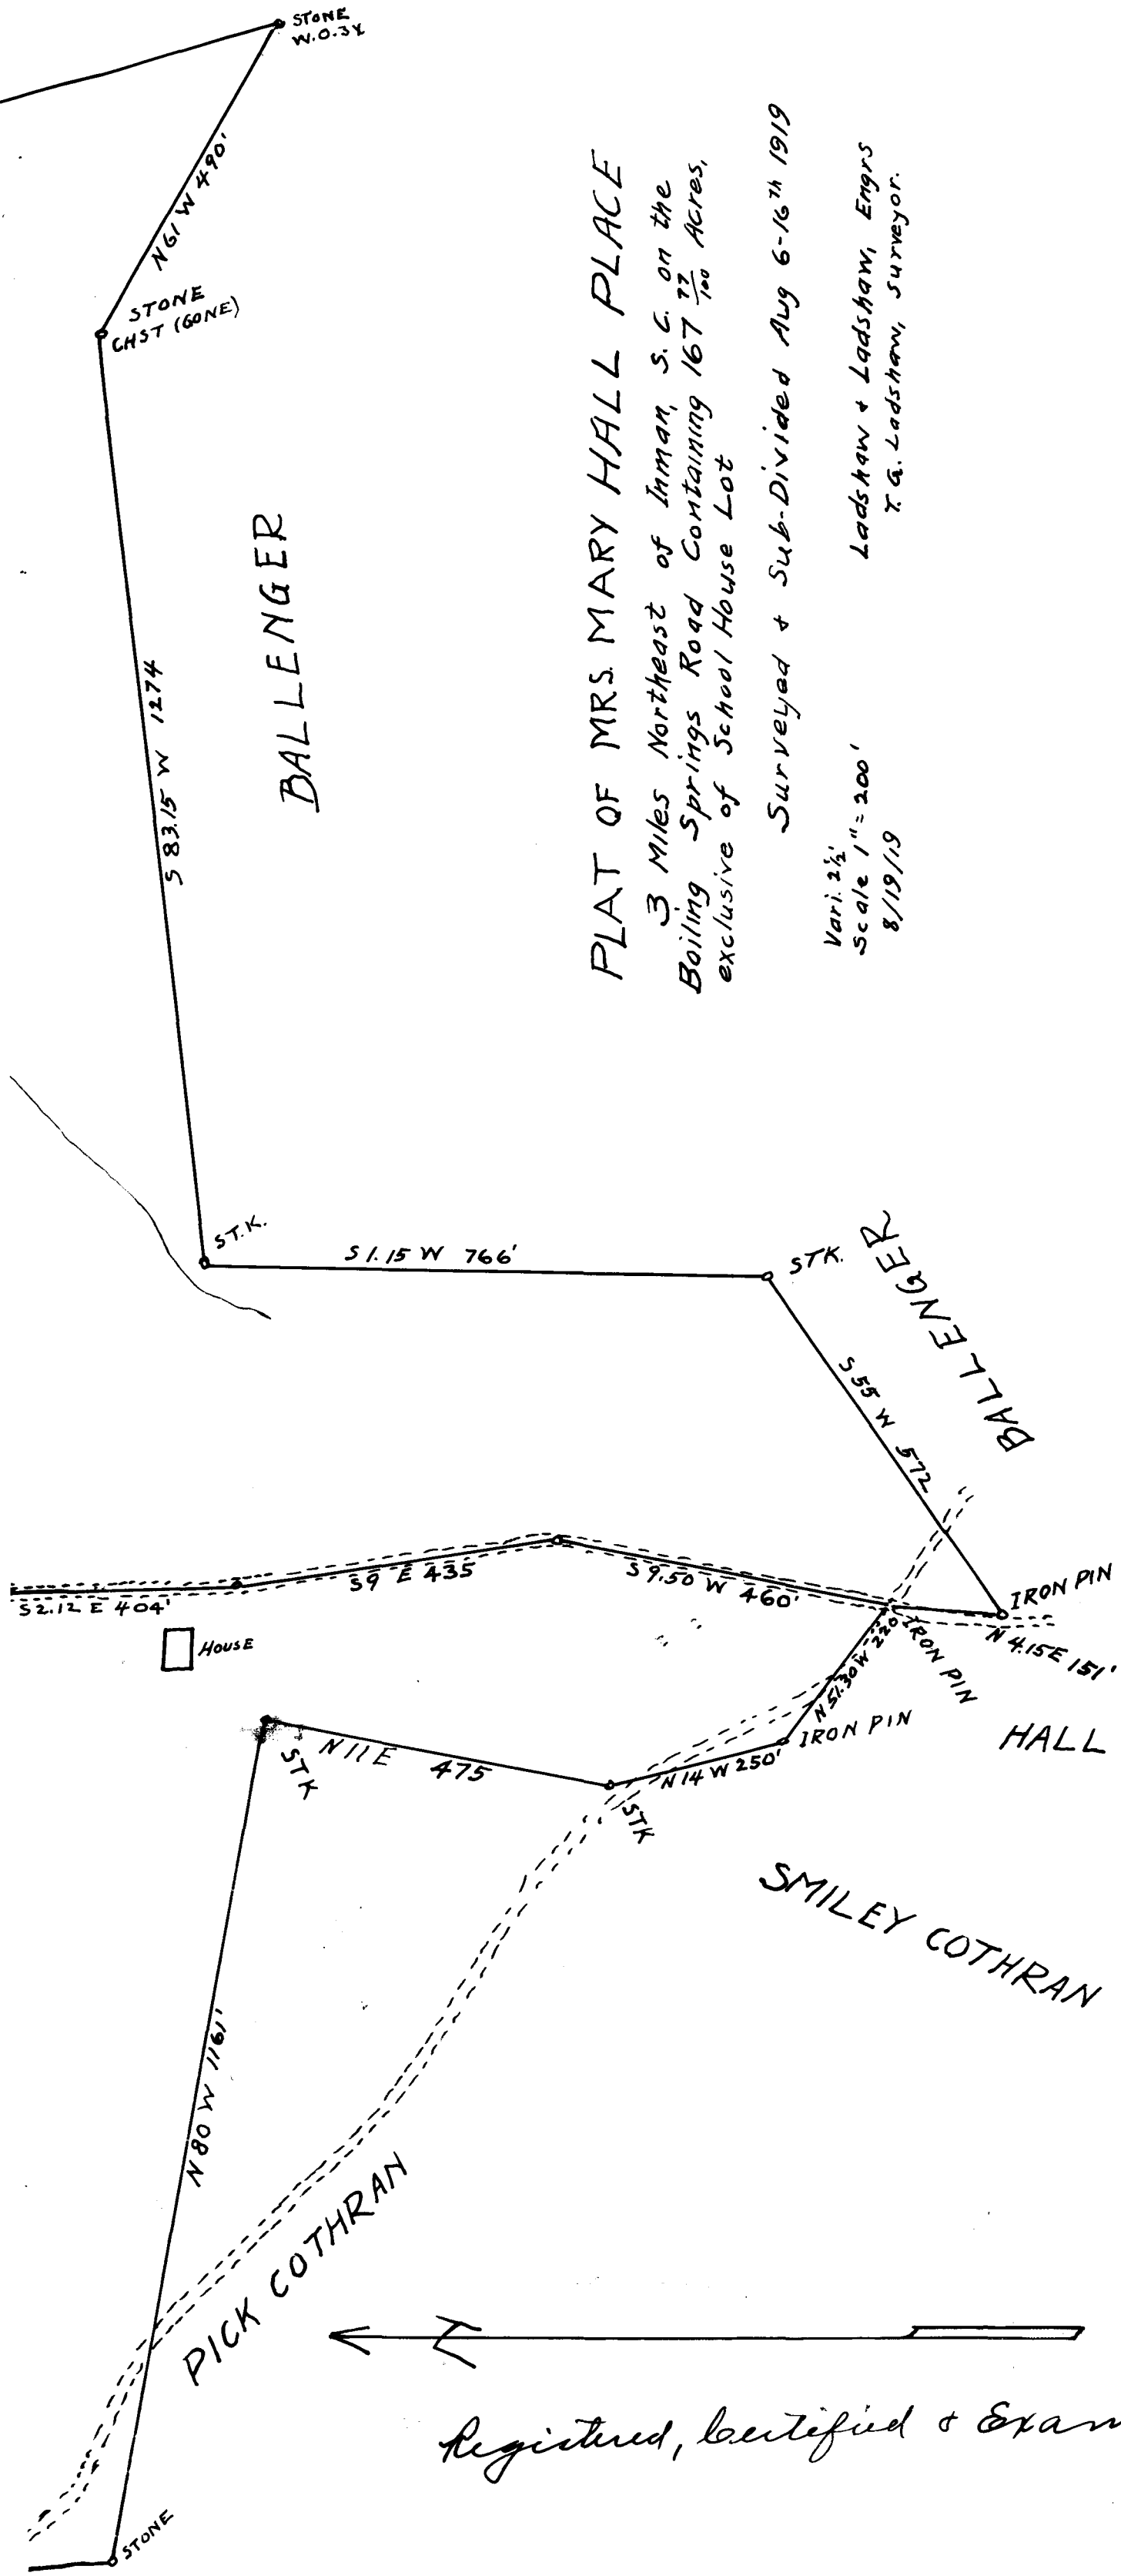 STONE
W.O.3X
N 61 W 490'
STONE
CHST (GONE)
S 83.15 W 1274
BALLENGER
PLAT OF MRS. MARY HALL PLACE
3 Miles Northeast of Inman, S.C. on the
Boiling Springs Road Containing 167 77/100 Acres,
exclusive of School House Lot
Surveyed & Sub-Divided Aug 6-16th 1919
Ladshaw & Ladshaw, Engrs
T.G. Ladshaw, Surveyor.
Vari. 2½'
Scale 1"=200'
8/19/19
ST.K.
S 1.15 W 766'
STK.
BALLENGER
S 55 W 572
IRON PIN
N 4.15 E 151'
IRON PIN
S 9.50 W 460'
S 9 E 435
S 2.12 E 404'
HOUSE
N 51.30 W 220
IRON PIN
HALL
N 14 W 250'
STK
N 11 E 475
STK
SMILEY COTHRAN
N 80 W 1161'
PICK COTHRAN
STONE
Registered, Certified & Exam